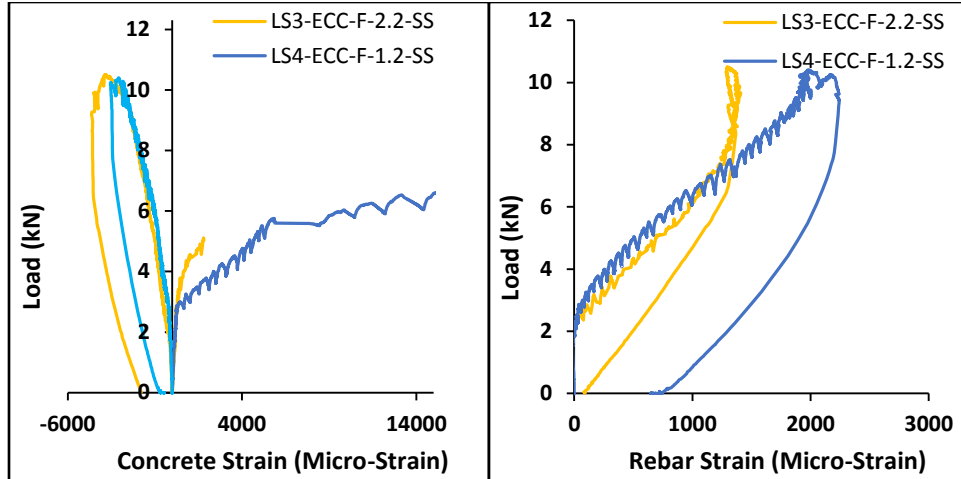 LS3-ECC-F-2.2-SS
LS4-ECC-F-1.2-SS
12
10
8
6
4
2
0
-6000
4000
14000
Load (kN)
Concrete Strain (Micro-Strain)
LS3-ECC-F-2.2-SS
LS4-ECC-F-1.2-SS
12
10
8
6
4
2
0
0
1000
2000
3000
Load (kN)
Rebar Strain (Micro-Strain)